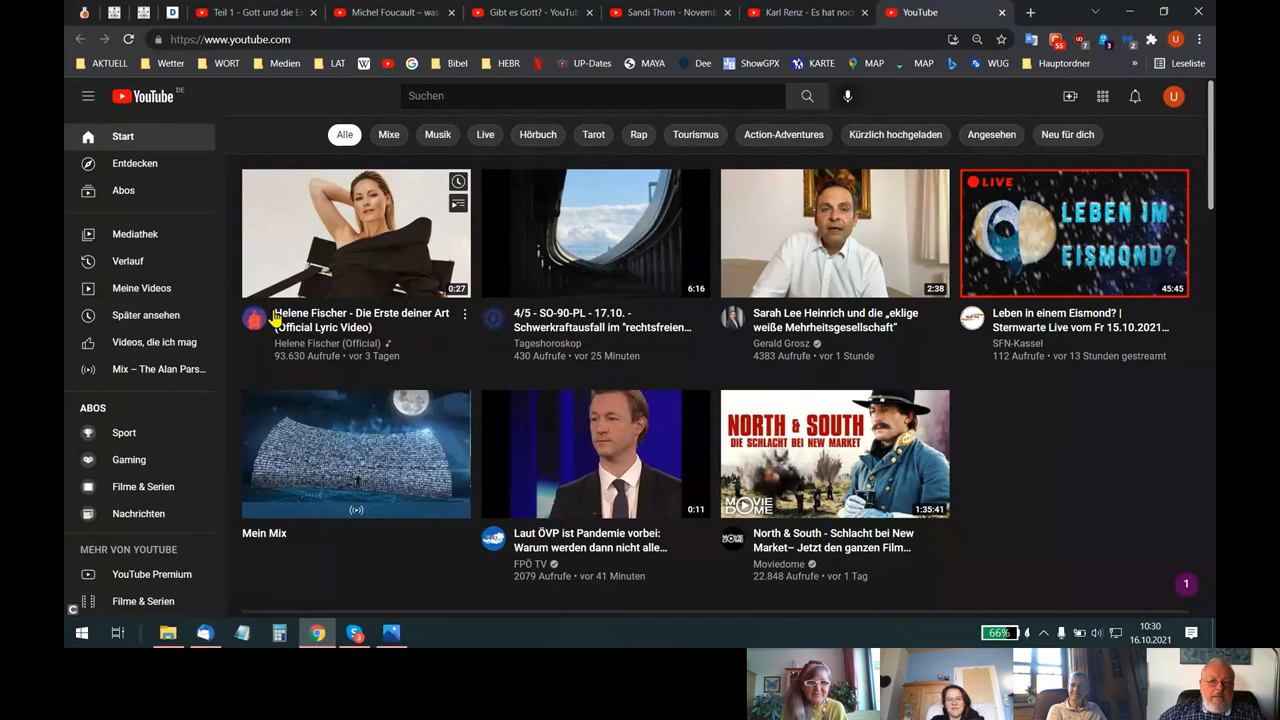 Teil 1 - Gott und die E
Michel Foucault – was
Gibt es Gott? - YouTu
Sandi Thom - Novem
Karl Renz - Es hat noc
YouTube
https://www.youtube.com
55
7
3
2
U
AKTUELL
Wetter
WORT
Medien
LAT
W
G
Bibel
HEBR
N
UP-Dates
MAYA
Dee
ShowGPX
KARTE
MAP
MAP
WUG
Hauptordner
»
Leseliste
YouTube DE
Suchen
U
Start
Entdecken
Abos
Mediathek
Verlauf
Meine Videos
Später ansehen
Videos, die ich mag
Mix – The Alan Pars...
ABOS
Sport
Gaming
Filme & Serien
Nachrichten
MEHR VON YOUTUBE
YouTube Premium
Filme & Serien
Alle
Mixe
Musik
Live
Hörbuch
Tarot
Rap
Tourismus
Action-Adventures
Kürzlich hochgeladen
Angesehen
Neu für dich
0:27
Helene Fischer - Die Erste deiner Art
(Official Lyric Video)
Helene Fischer (Official)
93.630 Aufrufe • vor 3 Tagen
6:16
4/5 - SO-90-PL - 17.10. -
Schwerkraftausfall im "rechtsfreien...
Tageshoroskop
430 Aufrufe • vor 25 Minuten
2:38
Sarah Lee Heinrich und die „eklige
weiße Mehrheitsgesellschaft“
Gerald Grosz
4383 Aufrufe • vor 1 Stunde
LIVE
LEBEN IM
EISMOND?
45:45
Leben in einem Eismond? |
Sternwarte Live vom Fr 15.10.2021...
SFN-Kassel
112 Aufrufe • vor 13 Stunden gestreamt
Mein Mix
0:11
Laut ÖVP ist Pandemie vorbei:
Warum werden dann nicht alle...
FPÖ TV
2079 Aufrufe • vor 41 Minuten
NORTH & SOUTH
DIE SCHLACHT BEI NEW MARKET
MOVIE
DOME
1:35:41
North & South - Schlacht bei New
Market– Jetzt den ganzen Film...
Moviedome
22.848 Aufrufe • vor 1 Tag
1
66%
10:30
16.10.2021